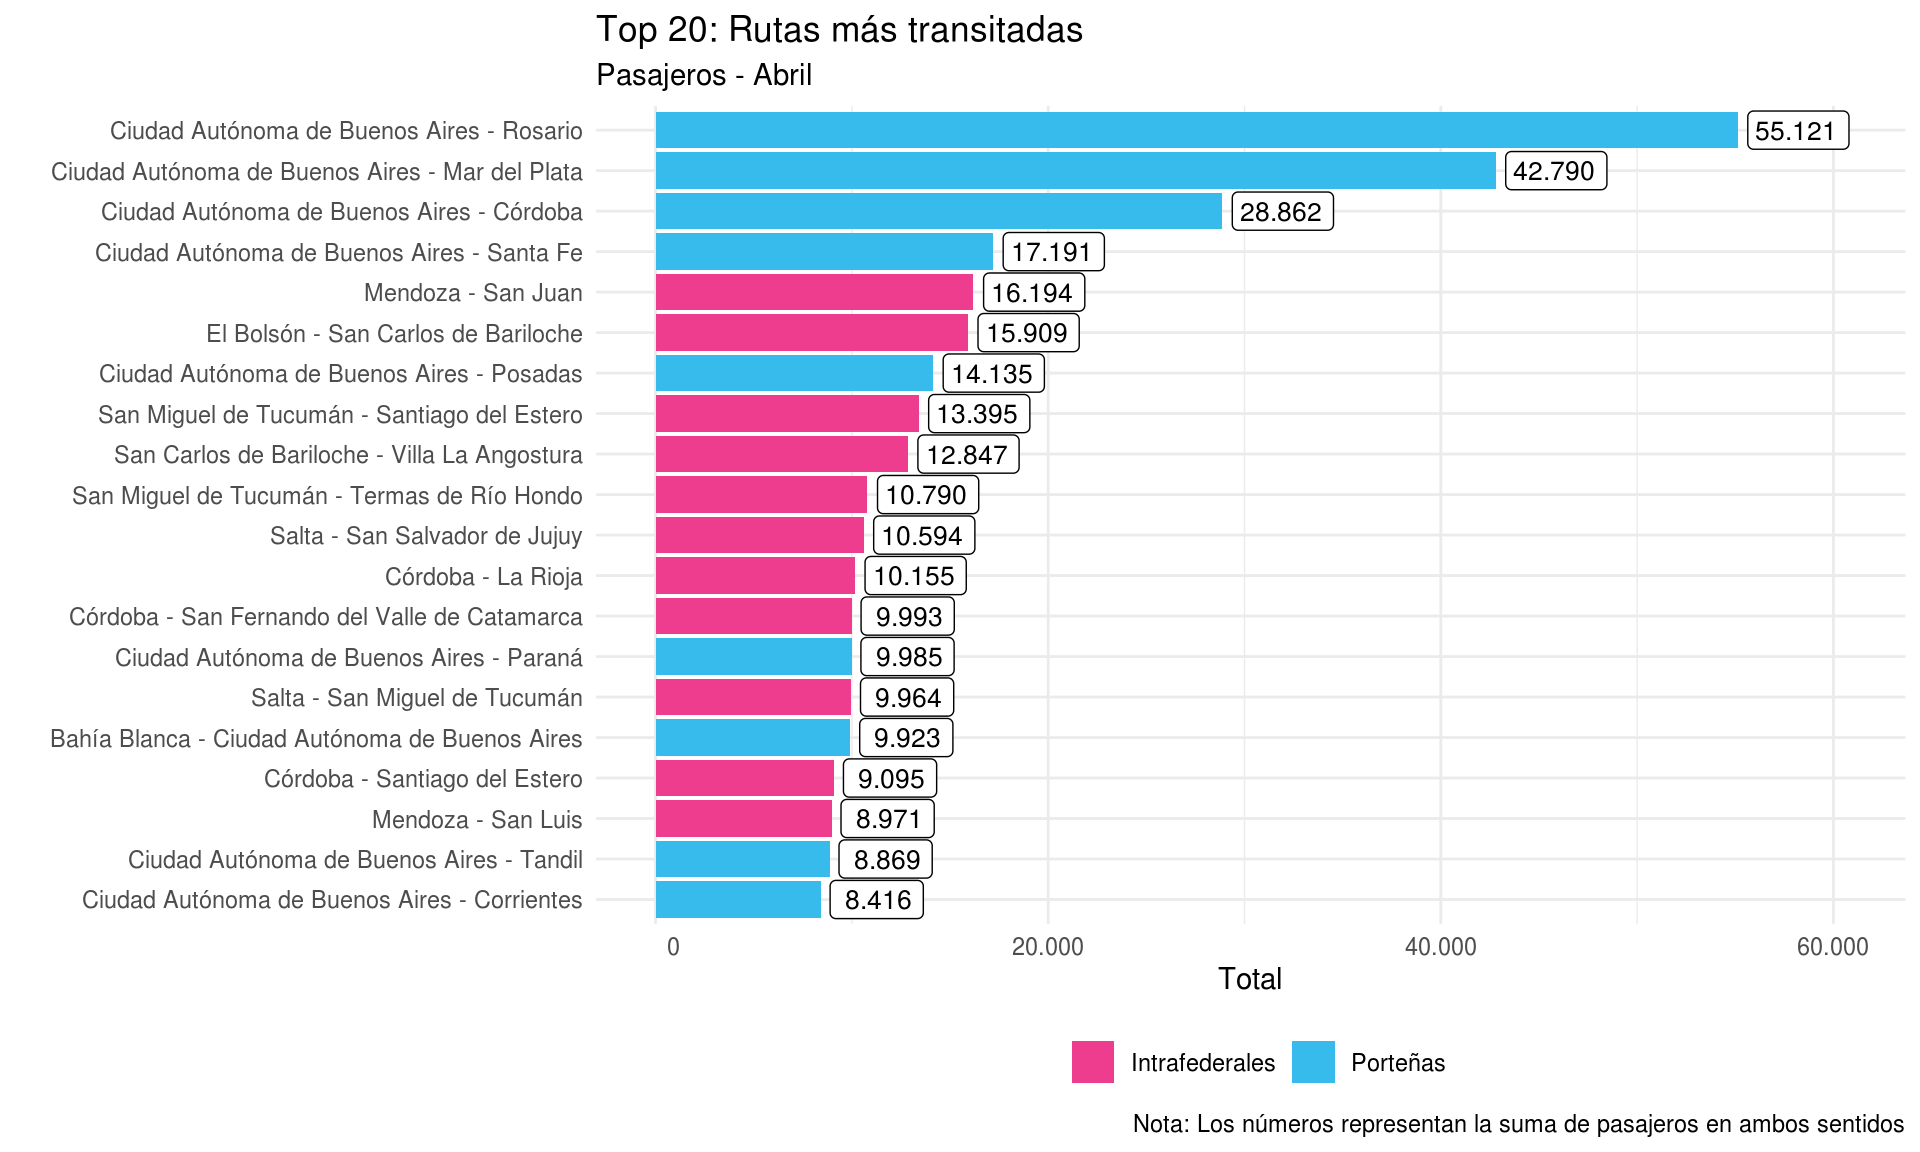 Top 20: Rutas más transitadas
Pasajeros - Abril
Ciudad Autónoma de Buenos Aires - Rosario 55.121
Ciudad Autónoma de Buenos Aires - Mar del Plata 42.790
Ciudad Autónoma de Buenos Aires - Córdoba 28.862
Ciudad Autónoma de Buenos Aires - Santa Fe 17.191
Mendoza - San Juan 16.194
El Bolsón - San Carlos de Bariloche 15.909
Ciudad Autónoma de Buenos Aires - Posadas 14.135
San Miguel de Tucumán - Santiago del Estero 13.395
San Carlos de Bariloche - Villa La Angostura 12.847
San Miguel de Tucumán - Termas de Río Hondo 10.790
Salta - San Salvador de Jujuy 10.594
Córdoba - La Rioja 10.155
Córdoba - San Fernando del Valle de Catamarca 9.993
Ciudad Autónoma de Buenos Aires - Paraná 9.985
Salta - San Miguel de Tucumán 9.964
Bahía Blanca - Ciudad Autónoma de Buenos Aires 9.923
Córdoba - Santiago del Estero 9.095
Mendoza - San Luis 8.971
Ciudad Autónoma de Buenos Aires - Tandil 8.869
Ciudad Autónoma de Buenos Aires - Corrientes 8.416
0 20.000 40.000 60.000
Total
Intrafederales Porteñas
Nota: Los números representan la suma de pasajeros en ambos sentidos